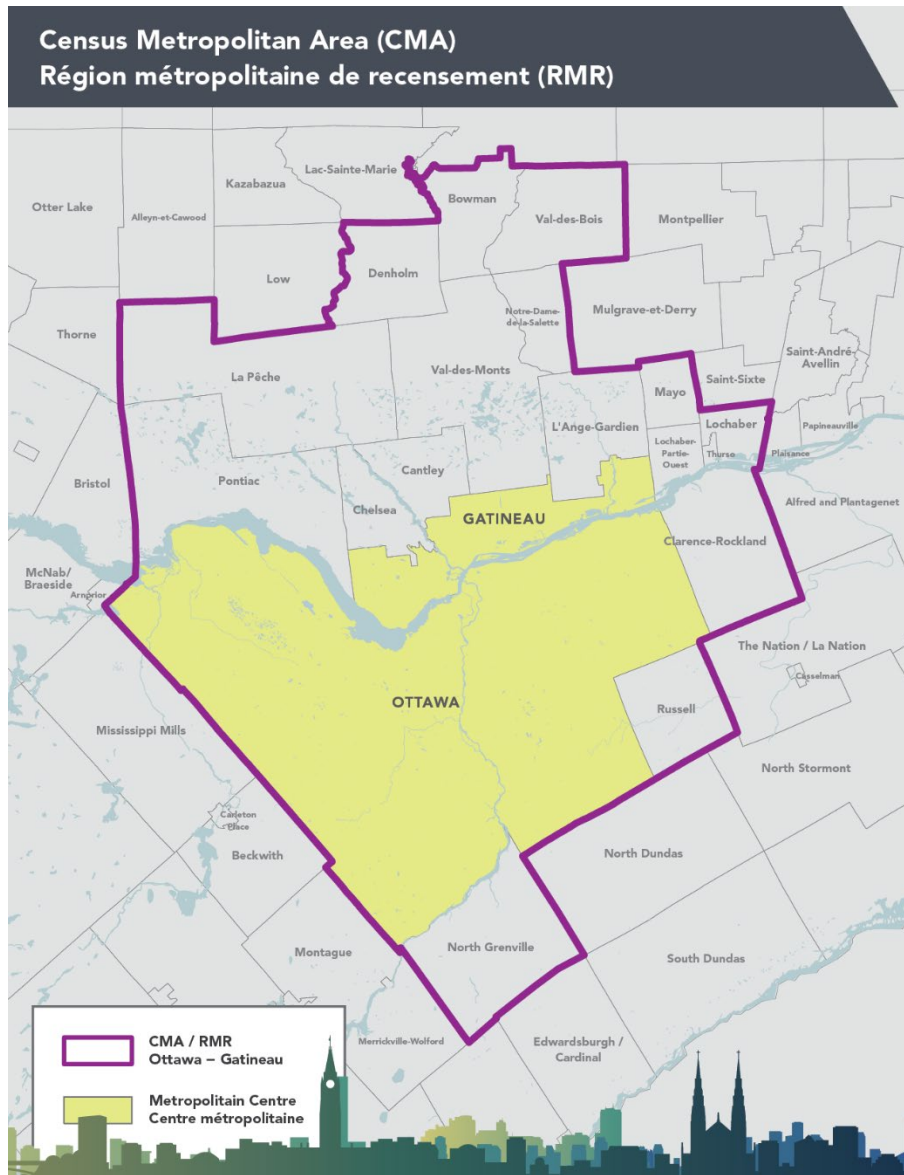 Census Metropolitan Area (CMA)
Région métropolitaine de recensement (RMR)
Lac-Sainte-Marie
Kazabazua
Bowman
Otter Lake
Alleyn-et-Cawood
Val-des-Bois
Montpellier
Low
Denholm
Thorne
Notre-Dame-
de-la-Salette
Mulgrave-et-Derry
La Pêche
Val-des-Monts
Saint-André-
Avellin
Saint-Sixte
Mayo
L'Ange-Gardien
Lochaber
Papineauville
Lochaber-
Partie-
Ouest
Thurso
Plaisance
Cantley
Bristol
Pontiac
Chelsea
Alfred and Plantagenet
GATINEAU
Clarence-Rockland
McNab/
Braeside
Arnprior
The Nation / La Nation
Casselman
OTTAWA
Russell
Mississippi Mills
North Stormont
Carleton
Place
Beckwith
North Dundas
Montague
North Grenville
South Dundas
Merrickville-Wolford
Edwardsburgh /
Cardinal
CMA / RMR
Ottawa – Gatineau
Metropolitain Centre
Centre métropolitaine